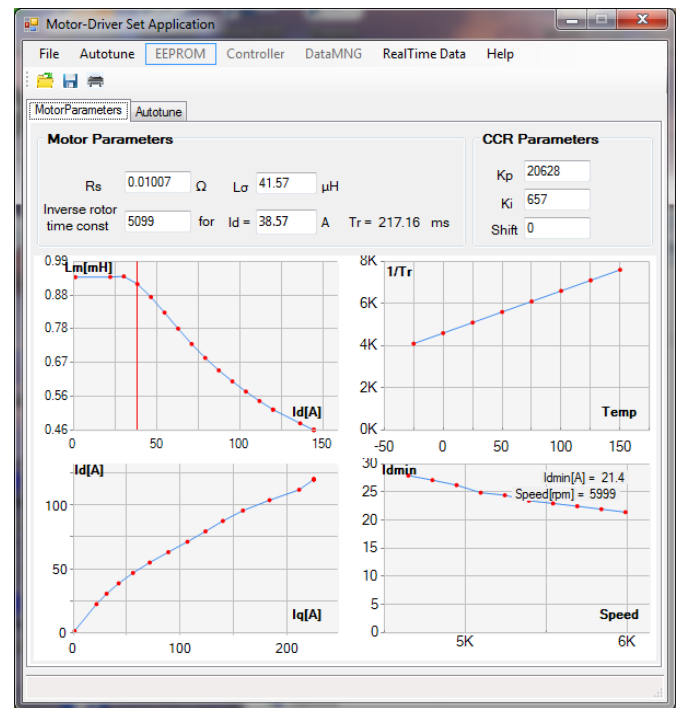 Motor-Driver Set Application
File Autotune EEPROM Controller DataMNG RealTime Data Help
MotorParameters Autotune
Motor Parameters
Rs 0.01007 Ω Lσ 41.57 µH
Inverse rotor
time const 5099 for Id = 38.57 A Tr = 217.16 ms
CCR Parameters
Kp 20628
Ki 657
Shift 0
Lm[mH]
0.99
0.88
0.78
0.67
0.56
0.46
0 50 100 150
Id[A]
1/Tr
8K
6K
4K
2K
0K
-50 0 50 100 150
Temp
Id[A]
100
50
0
0 100 200
Iq[A]
Idmin
30
25
20
15
10
5
0
5K 6K
Speed
Idmin[A] = 21.4
Speed[rpm] = 5999